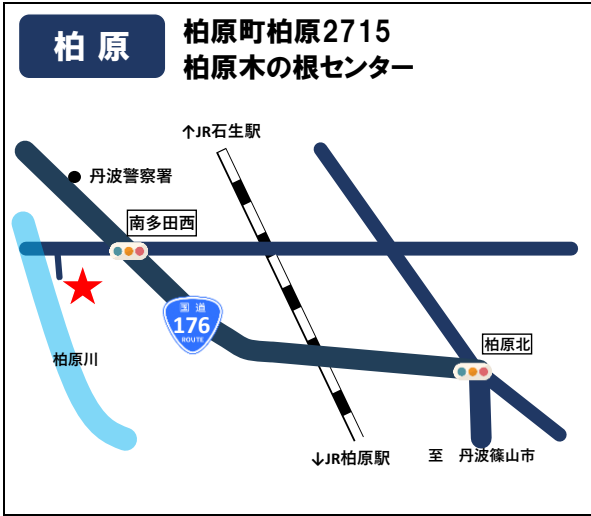 柏原
柏原町柏原2715
柏原木の根センター
↑JR石生駅
丹波警察署
南多田西
国道
176
ROUTE
柏原北
柏原川
↓JR柏原駅
至 丹波篠山市